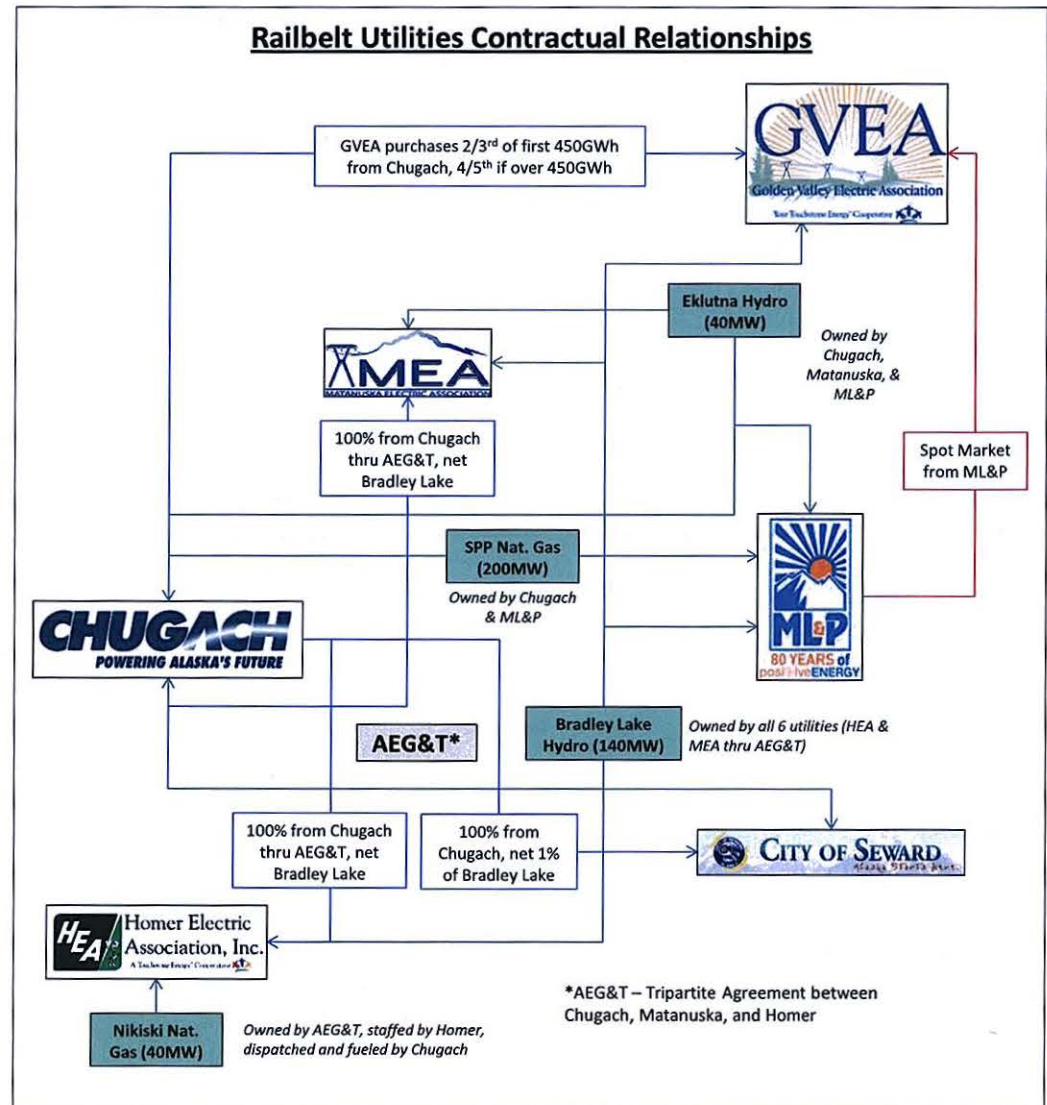 Railbelt Utilities Contractual Relationships
GVEA purchases 2/3rd of first 450GWh
from Chugach, 4/5th if over 450GWh
GVEA
Golden Valley Electric Association
Your Touchstone Energy® Cooperative
Eklutna Hydro
(40MW)
Owned by
Chugach,
Matanuska, &
ML&P
MEA
MATANUSKA ELECTRIC ASSOCIATION
100% from Chugach
thru AEG&T, net
Bradley Lake
Spot Market
from ML&P
SPP Nat. Gas
(200MW)
Owned by Chugach
& ML&P
ML&P
80 YEARS of
positiveENERGY
CHUGACH
POWERING ALASKA'S FUTURE
AEG&T*
Bradley Lake
Hydro (140MW)
Owned by all 6 utilities (HEA &
MEA thru AEG&T)
100% from Chugach
thru AEG&T, net
Bradley Lake
100% from
Chugach, net 1%
of Bradley Lake
CITY OF SEWARD
HEA
Homer Electric
Association, Inc.
A Touchstone Energy® Cooperative
*AEG&T – Tripartite Agreement between
Chugach, Matanuska, and Homer
Nikiski Nat.
Gas (40MW)
Owned by AEG&T, staffed by Homer,
dispatched and fueled by Chugach